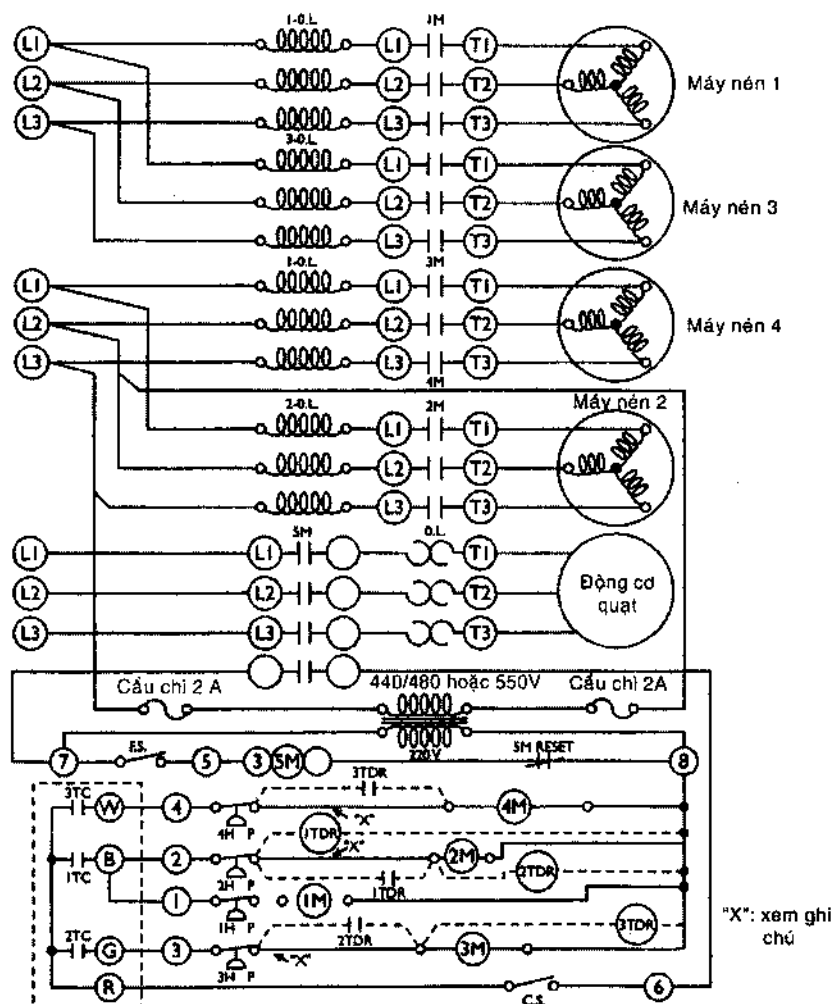 1-O.L. 1M
L1 L1 T1
L2 L2 T2 Máy nén 1
L3 L3 T3
3-O.L.
L1 T1
L2 T2 Máy nén 3
L3 T3
1-O.L. 3M
L1 L1 T1
L2 L2 T2 Máy nén 4
L3 L3 T3
4M
Máy nén 2
2-O.L. 2M
L1 T1
L2 T2
L3 T3
5M O.L.
L1 L1 T1
L2 L2 T2 Động cơ
quạt
L3 L3 T3
Cầu chì 2 A 440/480 hoặc 550V Cầu chì 2A
220V
F.S. 5M RESET
7 5 3 5M 8
3TC 3TDR
W 4 4M
4H P "X"
1TDR
B 2 "X" 2M
1TC 2H P 2TDR
1TDR
1 1M
1H P "X": xem ghi
chú
2TC 3TDR
G 3 2TDR 3M
3W P "X"
R 6
C.S.